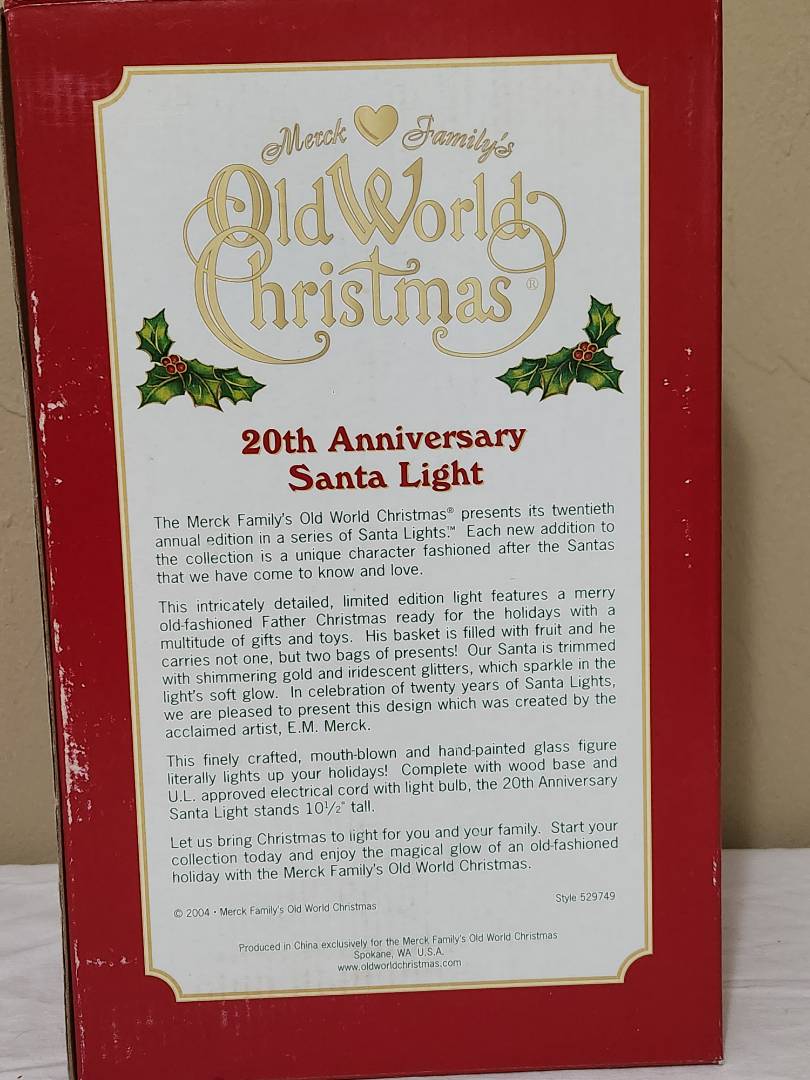 Merck Family's
Old World
Christmas®
20th Anniversary
Santa Light
The Merck Family's Old World Christmas® presents its twentieth
annual edition in a series of Santa Lights.™ Each new addition to
the collection is a unique character fashioned after the Santas
that we have come to know and love.
This intricately detailed, limited edition light features a merry
old-fashioned Father Christmas ready for the holidays with a
multitude of gifts and toys. His basket is filled with fruit and he
carries not one, but two bags of presents! Our Santa is trimmed
with shimmering gold and iridescent glitters, which sparkle in the
light's soft glow. In celebration of twenty years of Santa Lights,
we are pleased to present this design which was created by the
acclaimed artist, E.M. Merck.
This finely crafted, mouth-blown and hand-painted glass figure
literally lights up your holidays! Complete with wood base and
U.L. approved electrical cord with light bulb, the 20th Anniversary
Santa Light stands 10½" tall.
Let us bring Christmas to light for you and your family. Start your
collection today and enjoy the magical glow of an old-fashioned
holiday with the Merck Family's Old World Christmas.
© 2004 • Merck Family's Old World Christmas Style 529749
Produced in China exclusively for the Merck Family's Old World Christmas
Spokane, WA U.S.A.
www.oldworldchristmas.com